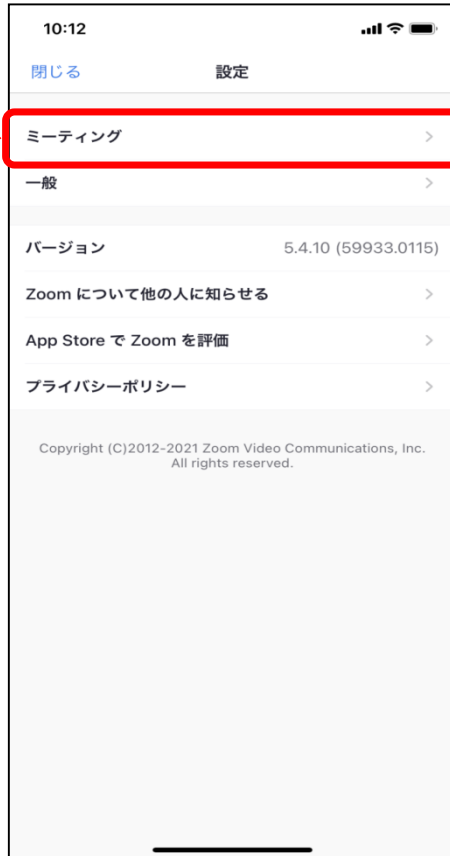 10:12
閉じる 設定
ミーティング
一般
バージョン 5.4.10 (59933.0115)
Zoom について他の人に知らせる
App Store で Zoom を評価
プライバシーポリシー
Copyright (C)2012-2021 Zoom Video Communications, Inc.
All rights reserved.